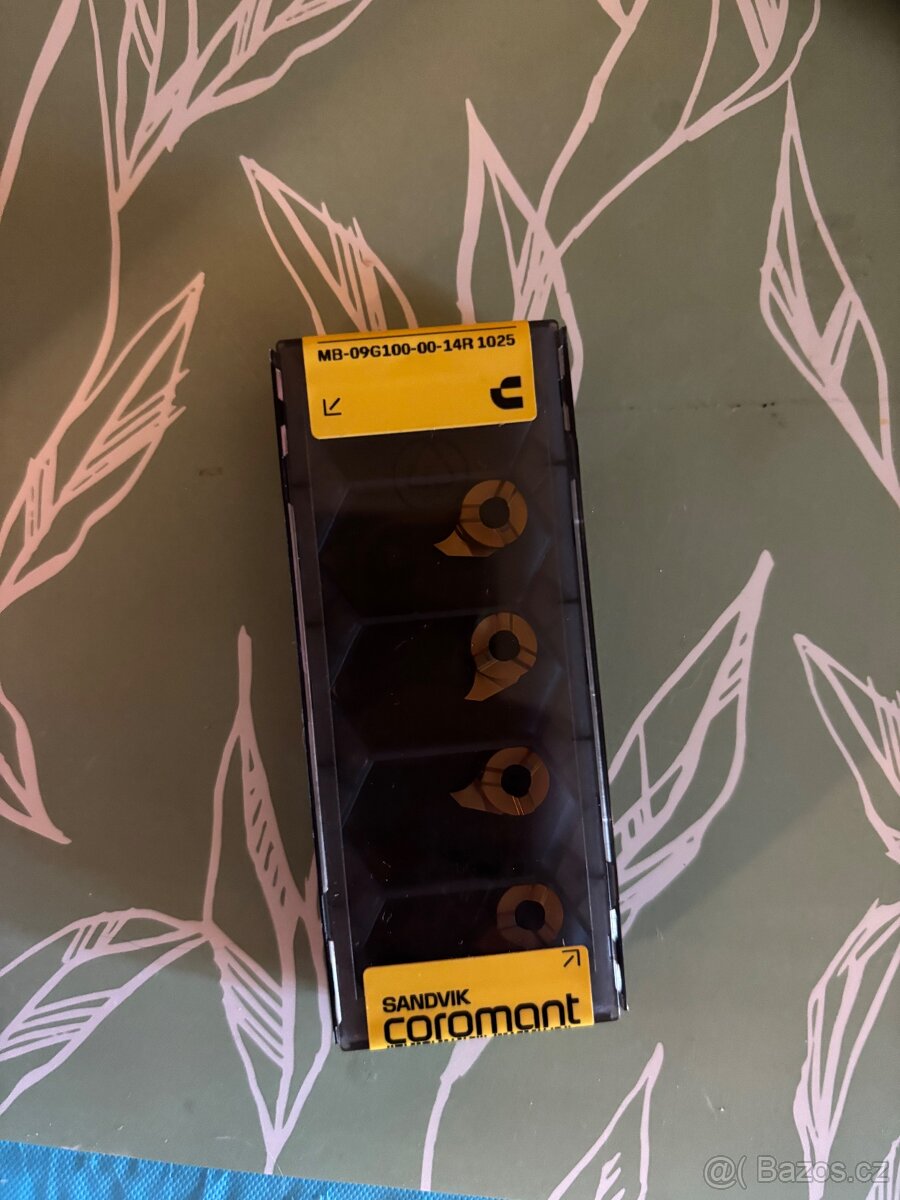 MB-09G100-00-14R 1025
SANDVIK
coromant
@( Bazos.cz